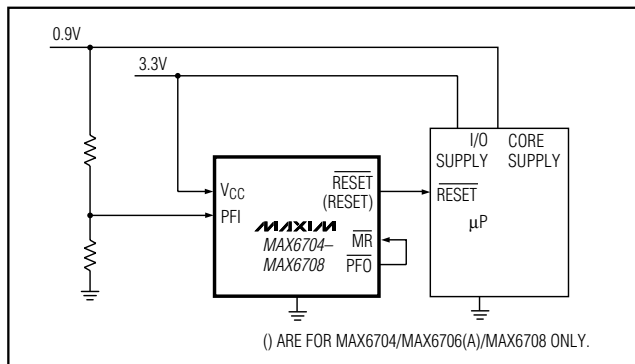 0.9V
3.3V
I/O SUPPLY
CORE SUPPLY
VCC
PFI
RESET
(RESET)
MAXIM
MAX6704–
MAX6708
MR
PFO
RESET
µP
() ARE FOR MAX6704/MAX6706(A)/MAX6708 ONLY.